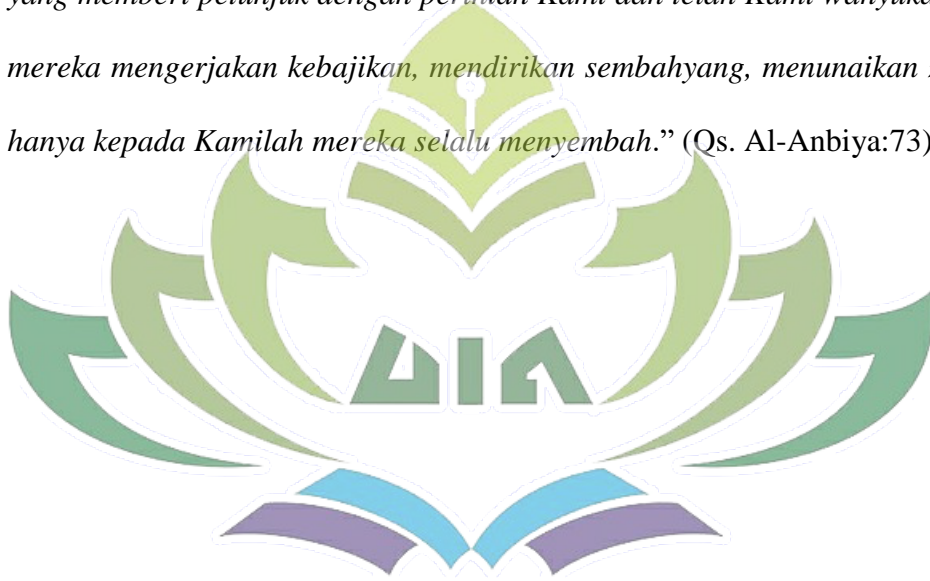 yang memberi petunjuk dengan perintah Kami dan telah Kami
mereka mengerjakan kebajikan, mendirikan sembahyang, menunaikan
hanya kepada Kamilah mereka selalu menyembah.” (Qs. Al-Anbiya:73)
UIN